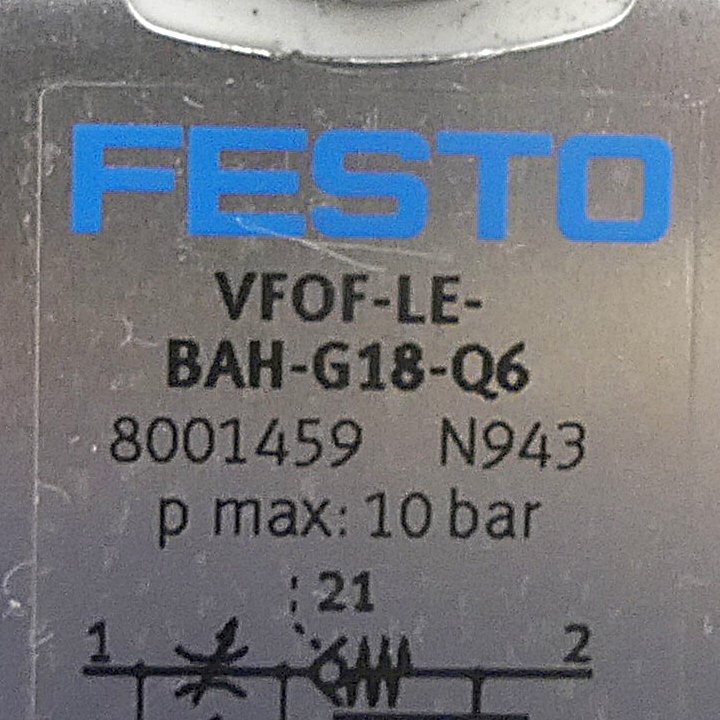 FESTO
VFOF-LE-
BAH-G18-Q6
8001459 N943
p max: 10 bar
21
1 2